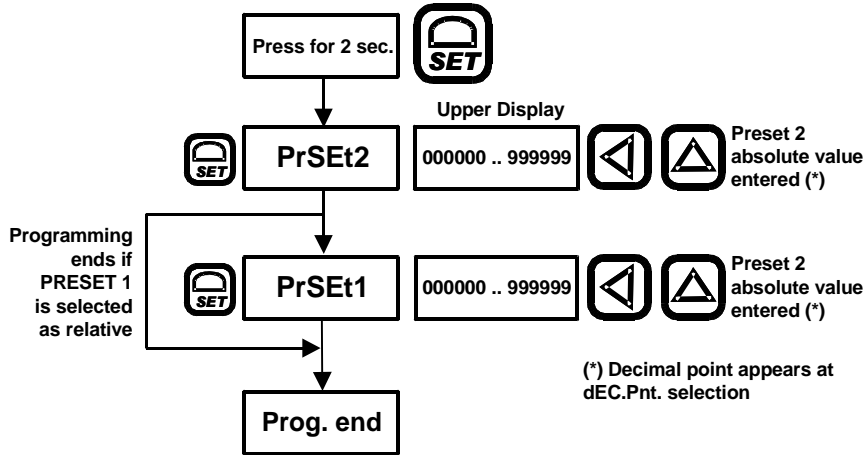 Press for 2 sec.
SET
Upper Display
SET
PrSEt2
000000 .. 999999
Preset 2
absolute value
entered (*)
Programming
ends if
PRESET 1
is selected
as relative
SET
PrSEt1
000000 .. 999999
Preset 2
absolute value
entered (*)
(*) Decimal point appears at
dEC.Pnt. selection
Prog. end